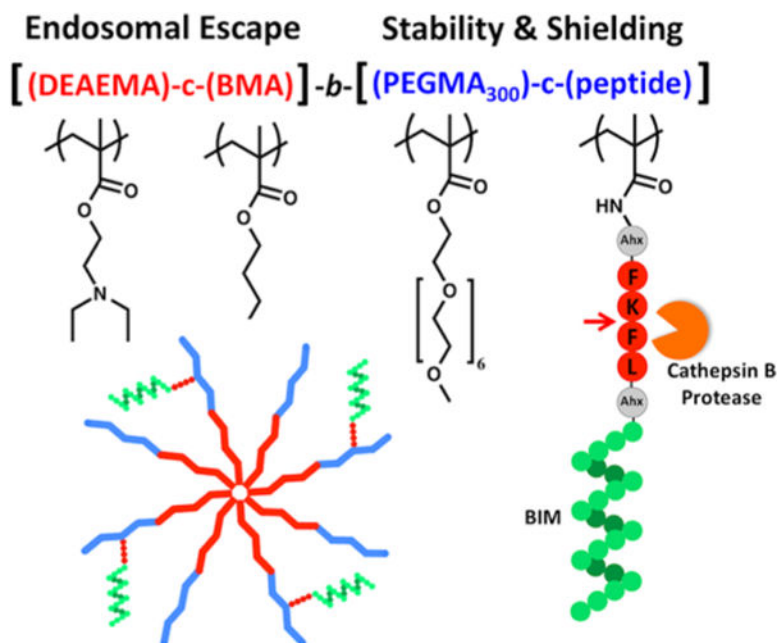 Endosomal Escape
Stability & Shielding
[(DEAEMA)-c-(BMA)]-b-[(PEGMA300)-c-(peptide)]
O
O
N
O
O
O
O
O
O
6
O
HN
Ahx
F
K
F
L
Ahx
Cathepsin B
Protease
BIM